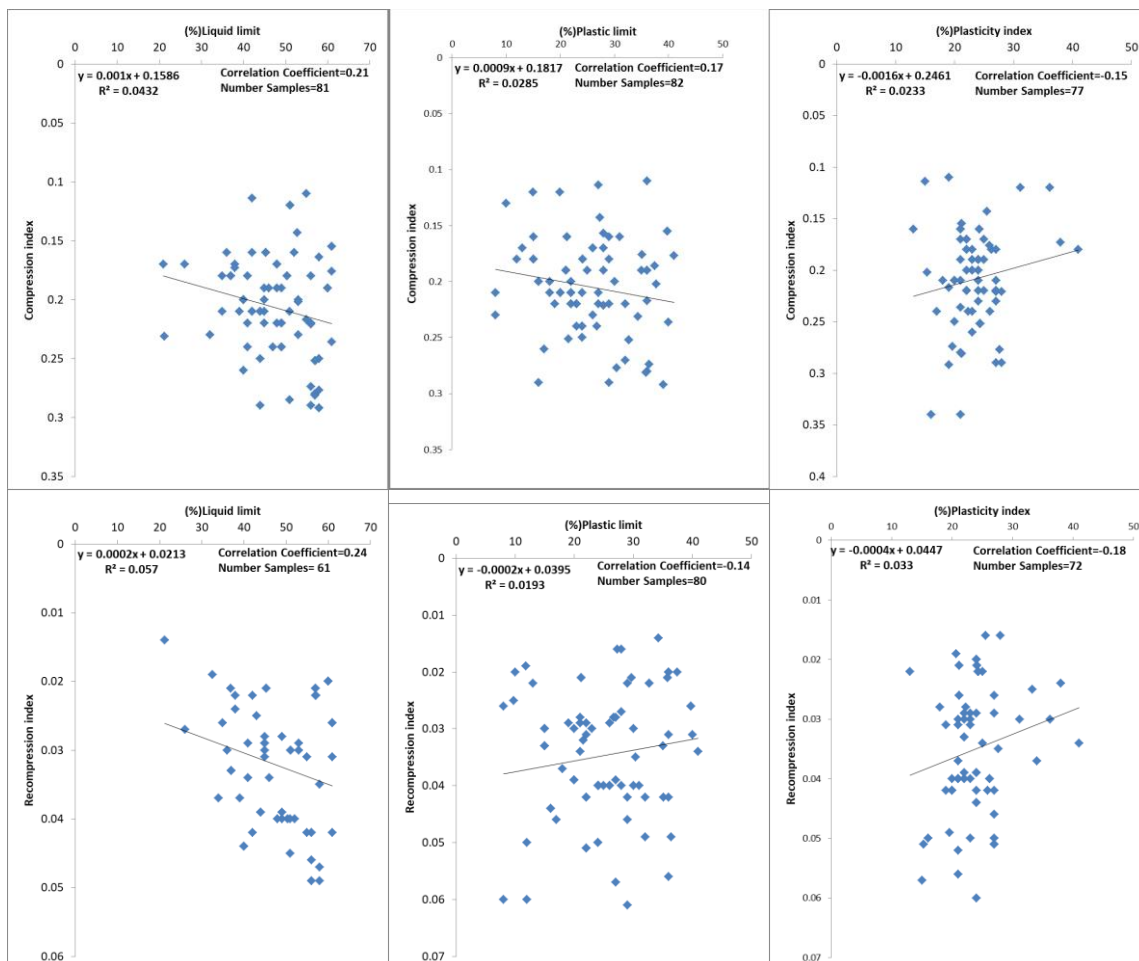 (%)Liquid limit
0 10 20 30 40 50 60 70
0
0.05
0.1
0.15
0.2
0.25
0.3
0.35
Compression index
y = 0.001x + 0.1586
R² = 0.0432
Correlation Coefficient=0.21
Number Samples=81
(%)Plastic limit
0 10 20 30 40 50
0
0.05
0.1
0.15
0.2
0.25
0.3
0.35
Compression index
y = 0.0009x + 0.1817
R² = 0.0285
Correlation Coefficient=0.17
Number Samples=82
(%)Plasticity index
0 10 20 30 40 50
0
0.05
0.1
0.15
0.2
0.25
0.3
0.35
0.4
Compression index
y = -0.0016x + 0.2461
R² = 0.0233
Correlation Coefficient=-0.15
Number Samples=77
(%)Liquid limit
0 10 20 30 40 50 60 70
0
0.01
0.02
0.03
0.04
0.05
0.06
Recompression index
y = 0.0002x + 0.0213
R² = 0.057
Correlation Coefficient=0.24
Number Samples= 61
(%)Plastic limit
0 10 20 30 40 50
0
0.01
0.02
0.03
0.04
0.05
0.06
0.07
Recompression index
y = -0.0002x + 0.0395
R² = 0.0193
Correlation Coefficient=-0.14
Number Samples=80
(%)Plasticity index
0 10 20 30 40 50
0
0.01
0.02
0.03
0.04
0.05
0.06
0.07
Recompression index
y = -0.0004x + 0.0447
R² = 0.033
Correlation Coefficient=-0.18
Number Samples=72